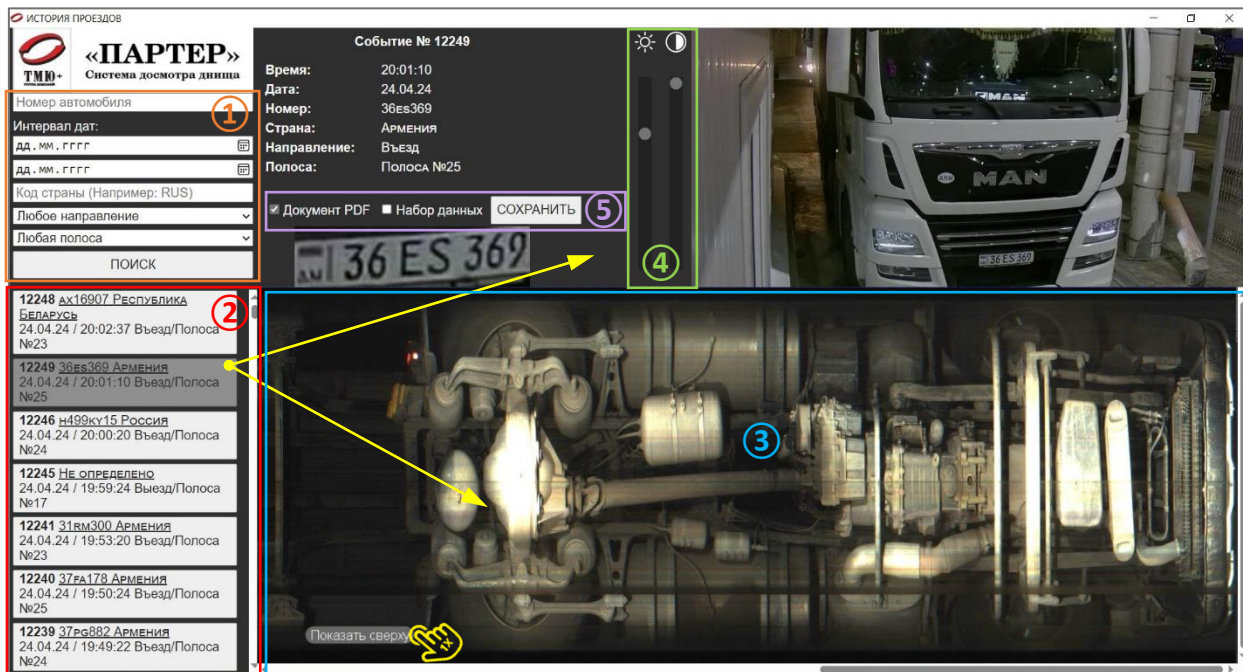 ИСТОРИЯ ПРОЕЗДОВ
ТМЮ+
«ПАРТЕР»
Система досмотра днища
Номер автомобиля
1
Интервал дат:
дд.мм.гггг
дд.мм.гггг
Код страны (Например: RUS)
Любое направление
Любая полоса
ПОИСК
Событие № 12249
Время: 20:01:10
Дата: 24.04.24
Номер: 36ES369
Страна: АРМЕНИЯ
Направление: ВЪЕЗД
Полоса: ПОЛОСА №25
Документ PDF Набор данных СОХРАНИТЬ 5
AM 36 ES 369
4
MAN
ARM
MAN
36 ES 369
2
12248 AX16907 РЕСПУБЛИКА
БЕЛАРУСЬ
24.04.24 / 20:02:37 Въезд/Полоса
№23
12249 36ES369 АРМЕНИЯ
24.04.24 / 20:01:10 Въезд/Полоса
№25
12246 Н499КУ15 РОССИЯ
24.04.24 / 20:00:20 Въезд/Полоса
№24
12245 НЕ ОПРЕДЕЛЕНО
24.04.24 / 19:59:24 Выезд/Полоса
№17
12241 31RM300 АРМЕНИЯ
24.04.24 / 19:53:20 Въезд/Полоса
№23
12240 37FA178 АРМЕНИЯ
24.04.24 / 19:50:24 Въезд/Полоса
№25
12239 37PG882 АРМЕНИЯ
24.04.24 / 19:49:22 Въезд/Полоса
№24
3
Показать сверху
1X